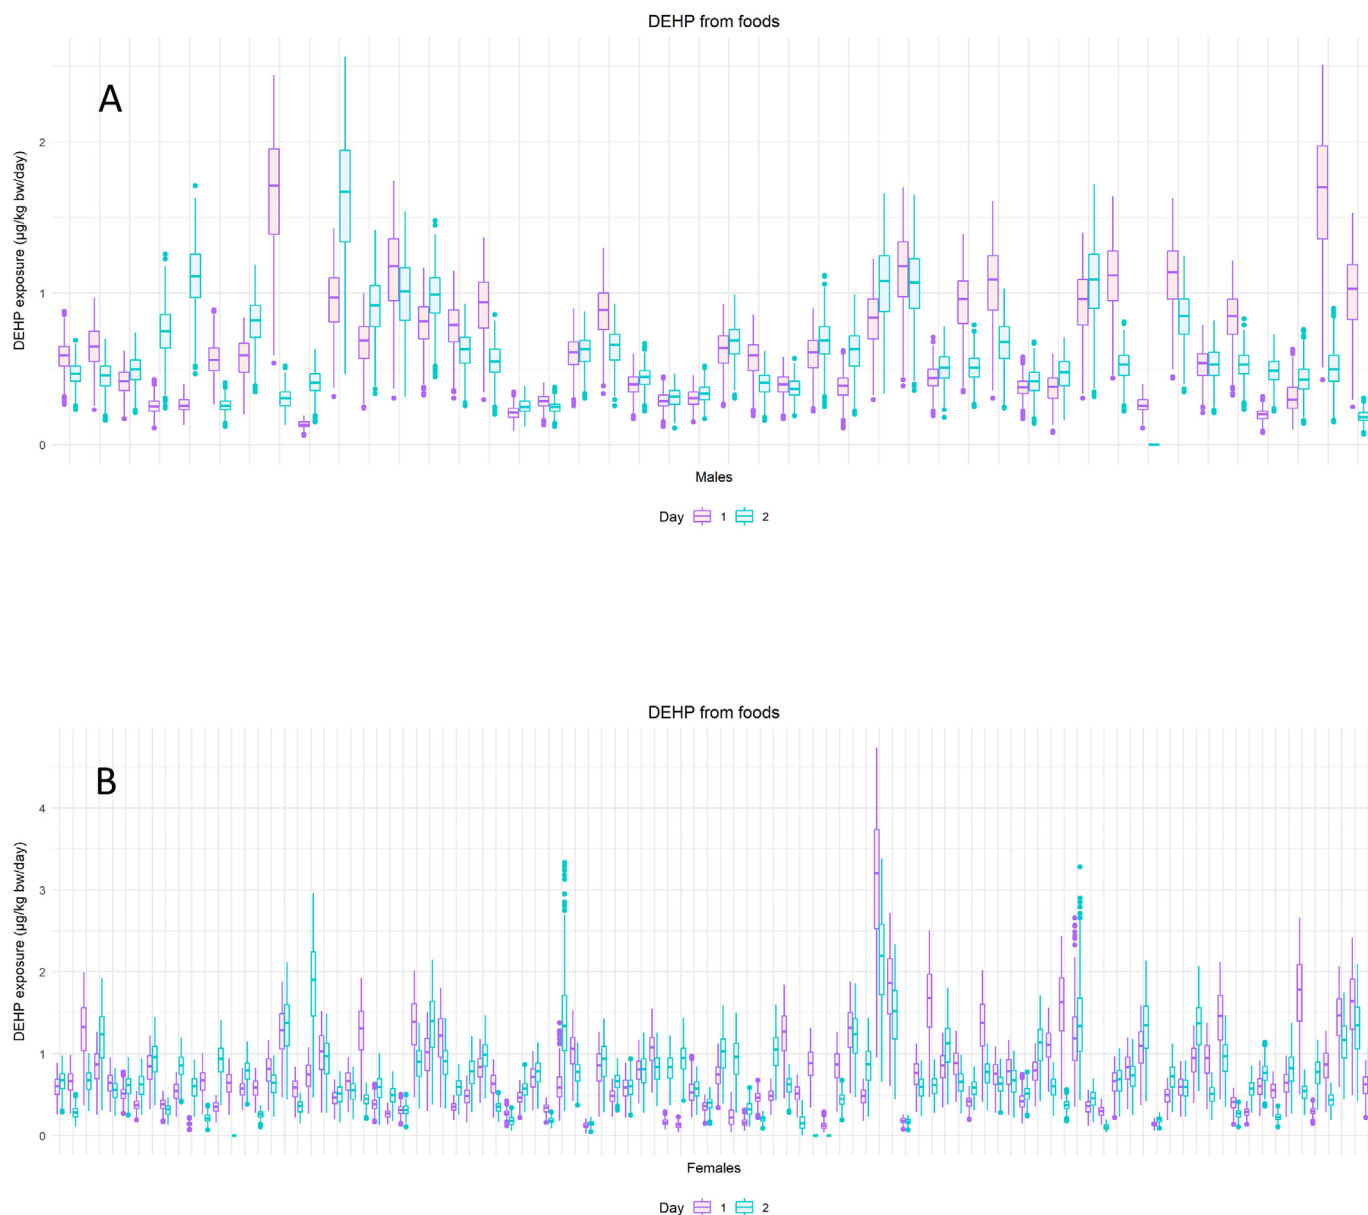 DEHP from foods
A
DEHP exposure (µg/kg bw/day)
2
1
0
Males
Day 1 2
DEHP from foods
B
DEHP exposure (µg/kg bw/day)
4
3
2
1
0
Females
Day 1 2